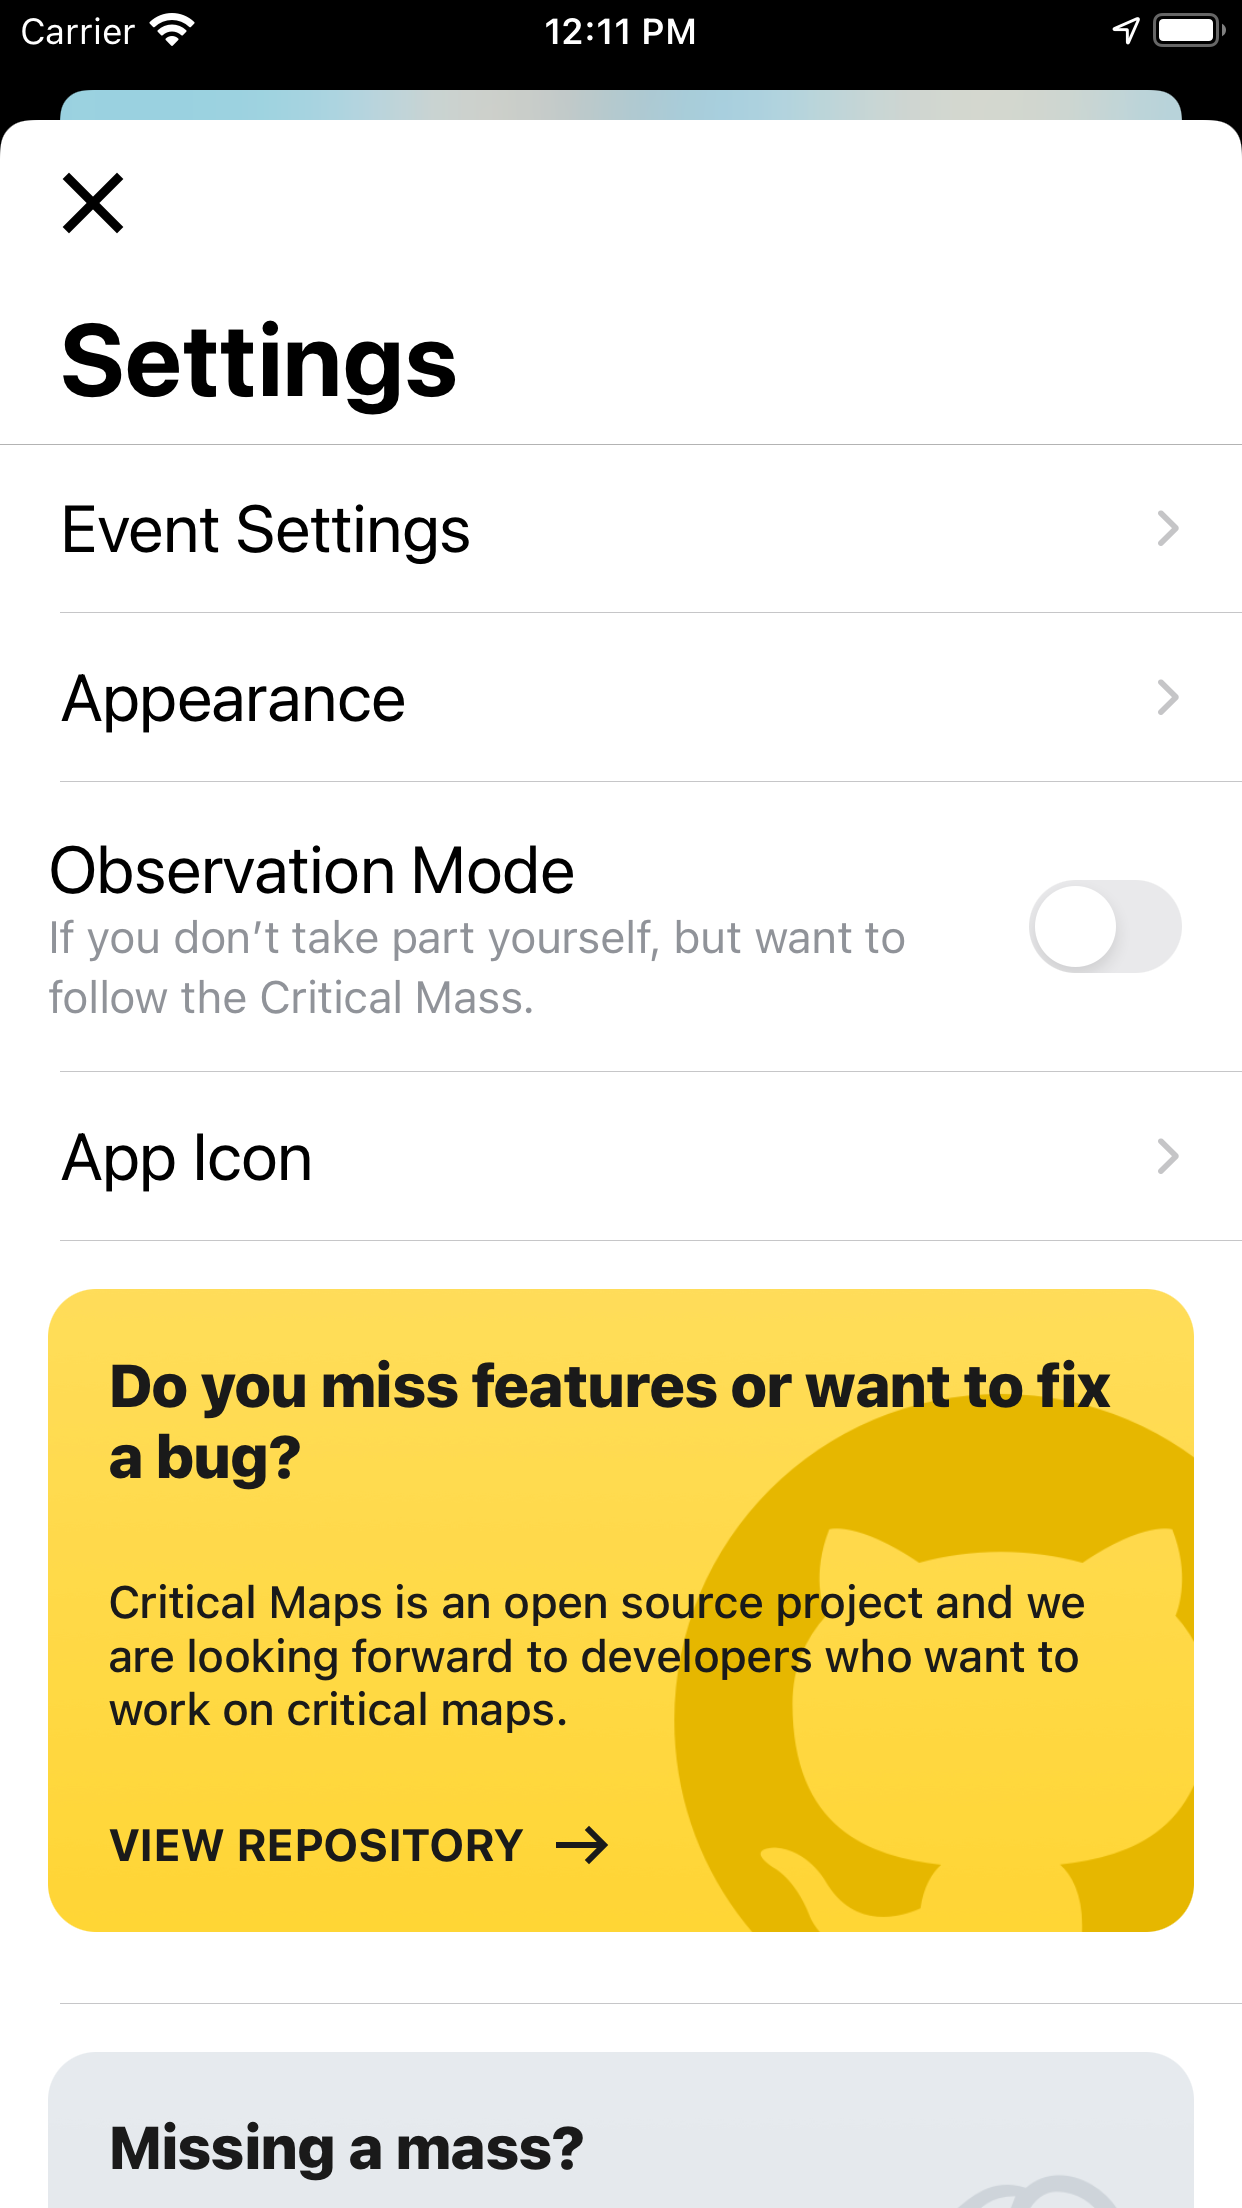 Carrier
12:11 PM
Settings
Event Settings
Appearance
Observation Mode
If you don’t take part yourself, but want to
follow the Critical Mass.
App Icon
Do you miss features or want to fix
a bug?
Critical Maps is an open source project and we
are looking forward to developers who want to
work on critical maps.
VIEW REPOSITORY
Missing a mass?